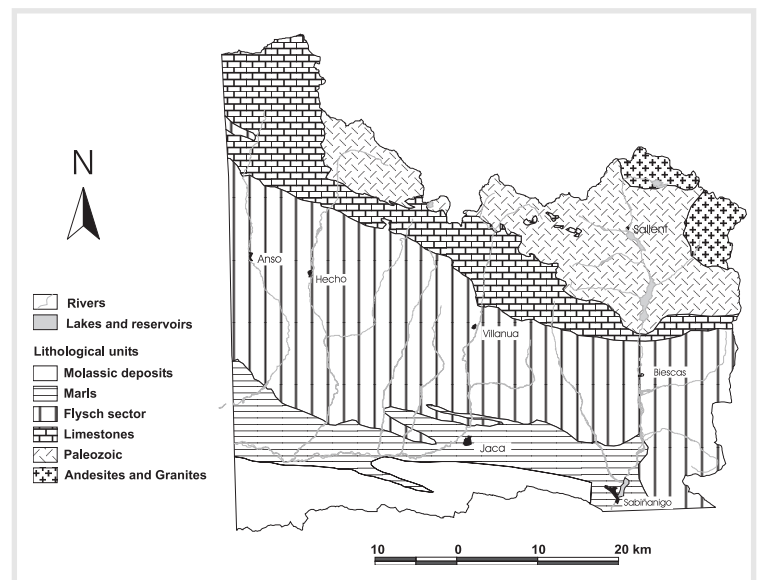 N
Sallent
Anso
Hecho
Villanua
Biescas
Jaca
Sabiñanigo
Rivers
Lakes and reservoirs
Lithological units
Molassic deposits
Marls
Flysch sector
Limestones
Paleozoic
Andesites and Granites
10 0 10 20 km